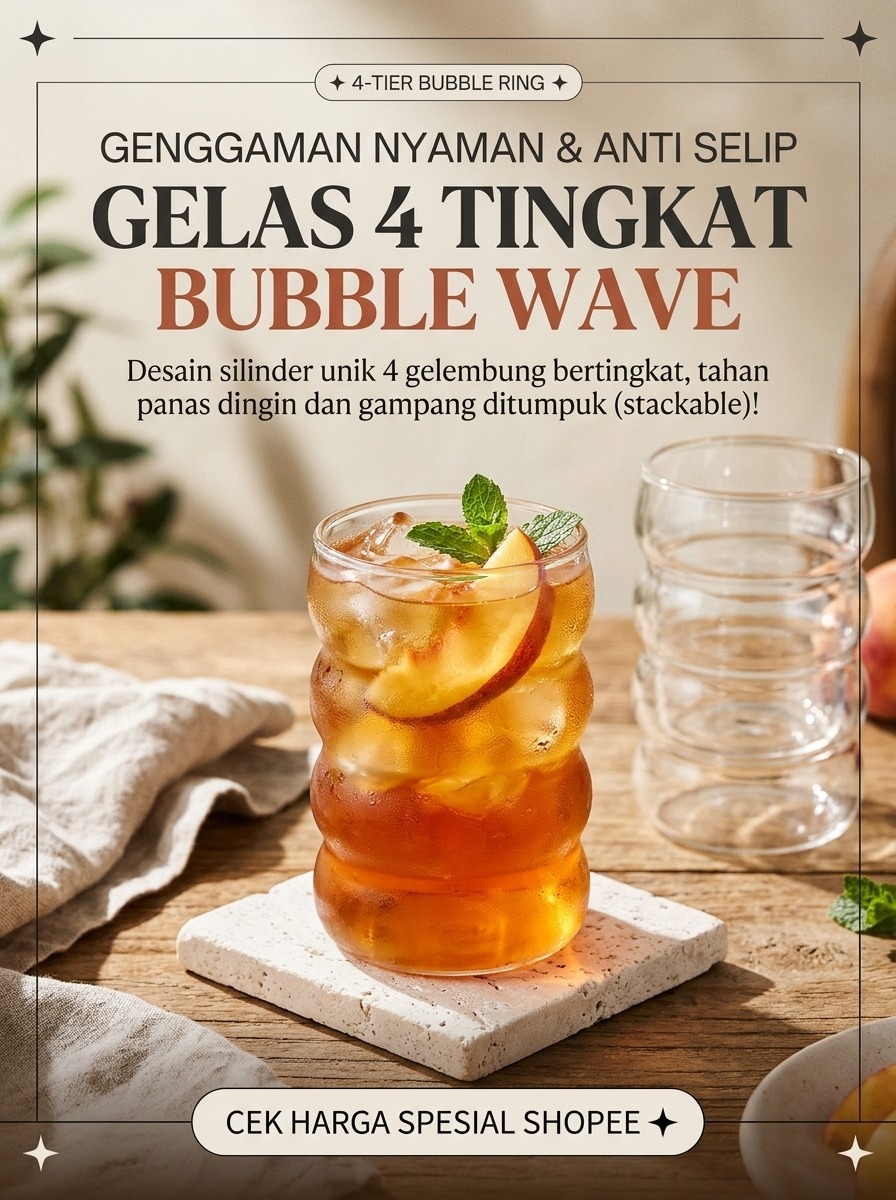 4-TIER BUBBLE RING
GENGGAMAN NYAMAN & ANTI SELIP
GELAS 4 TINGKAT
BUBBLE WAVE
Desain silinder unik 4 gelembung bertingkat, tahan
panas dingin dan gampang ditumpuk (stackable)!
CEK HARGA SPESIAL SHOPEE